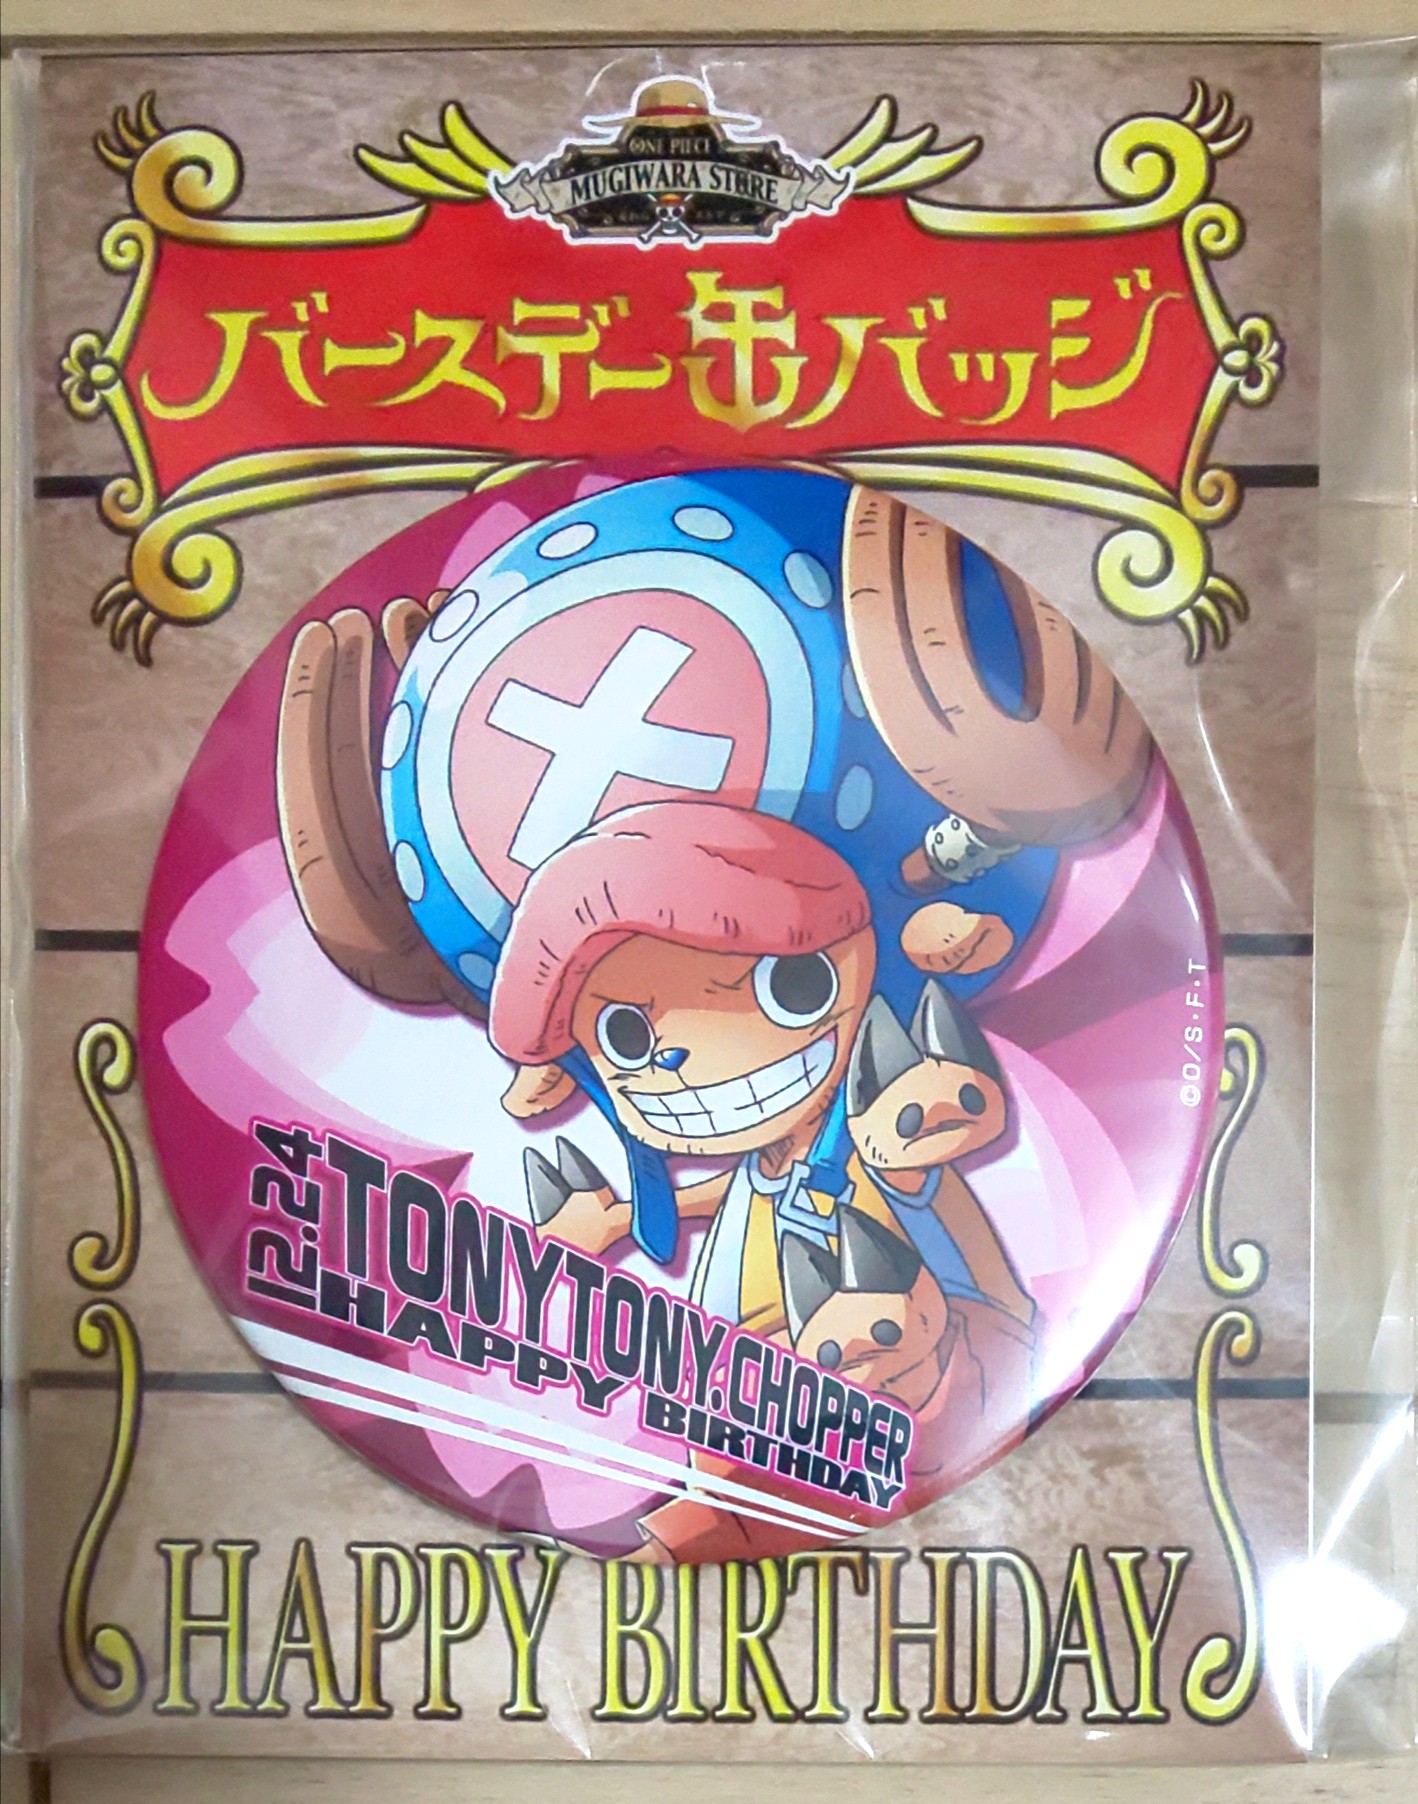 ONE PIECE
MUGIWARA STORE
バースデー缶バッジ
©O/S・F・T
12.24
TONYTONY.CHOPPER
HAPPY BIRTHDAY
HAPPY BIRTHDAY